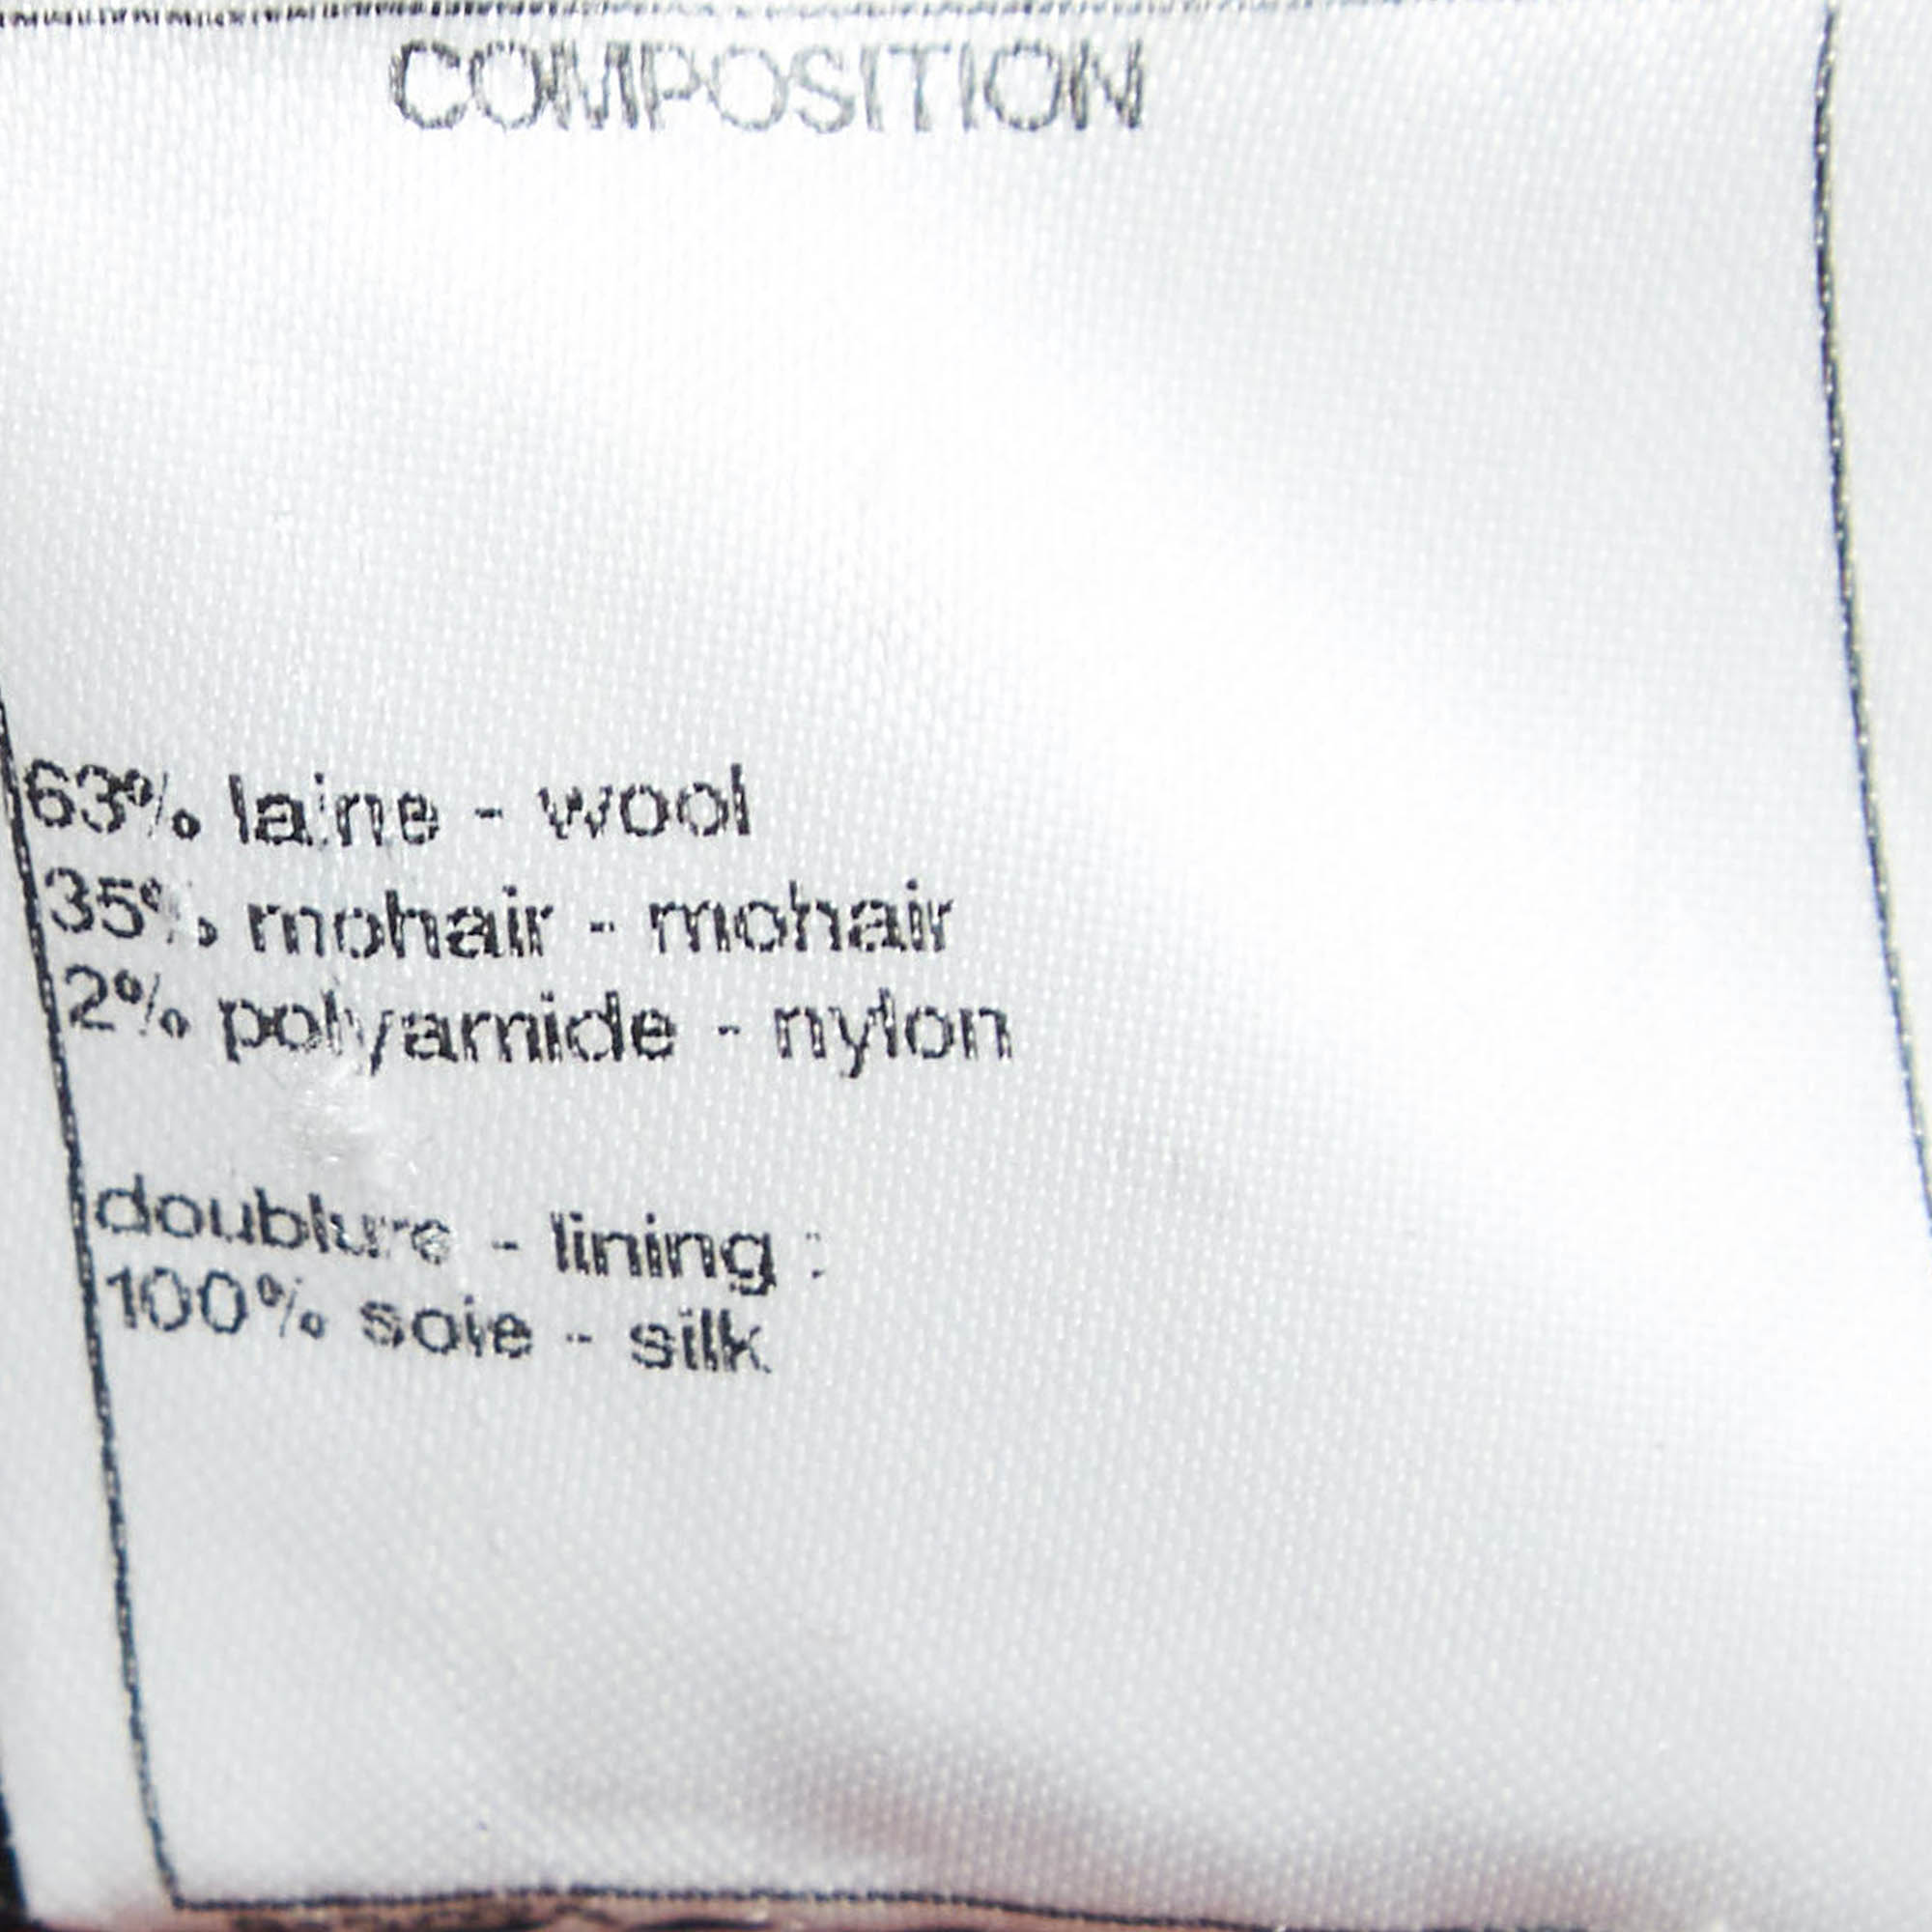 COMPOSITION
63% laine - wool
35% mohair - mohair
2% polyamide - nylon
doublure - lining :
100% soie - silk